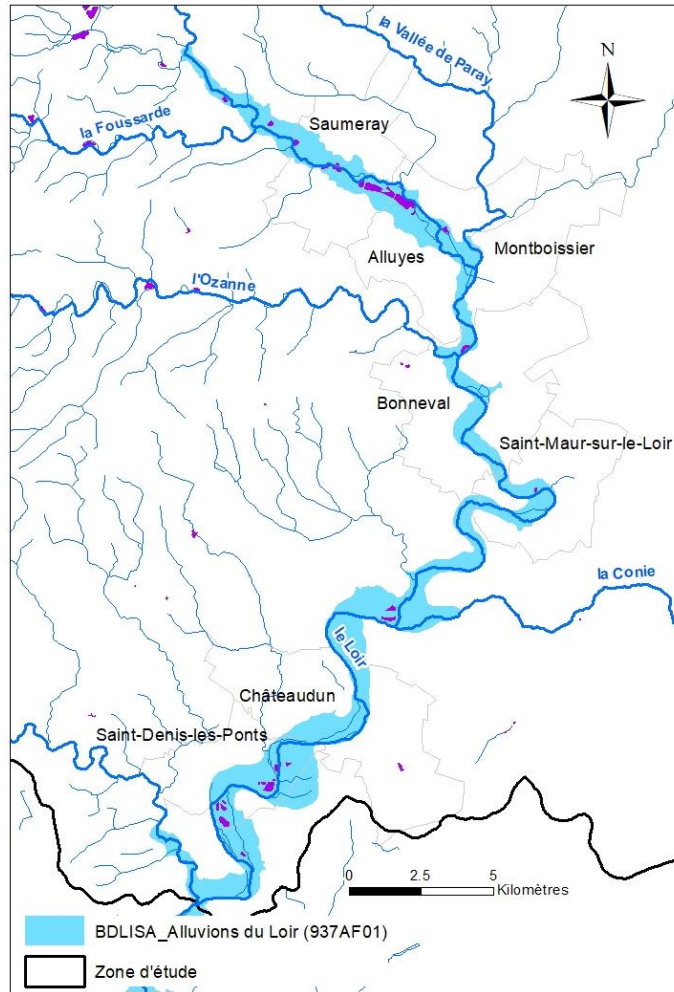 la Vallée de Paray
N
la Foussarde
Saumeray
Alluyes
Montboissier
l'Ozanne
Bonneval
Saint-Maur-sur-le-Loir
la Conie
le Loir
Châteaudun
Saint-Denis-les-Ponts
0 2.5 5
Kilomètres
BDLISA_Alluvions du Loir (937AF01)
Zone d'étude